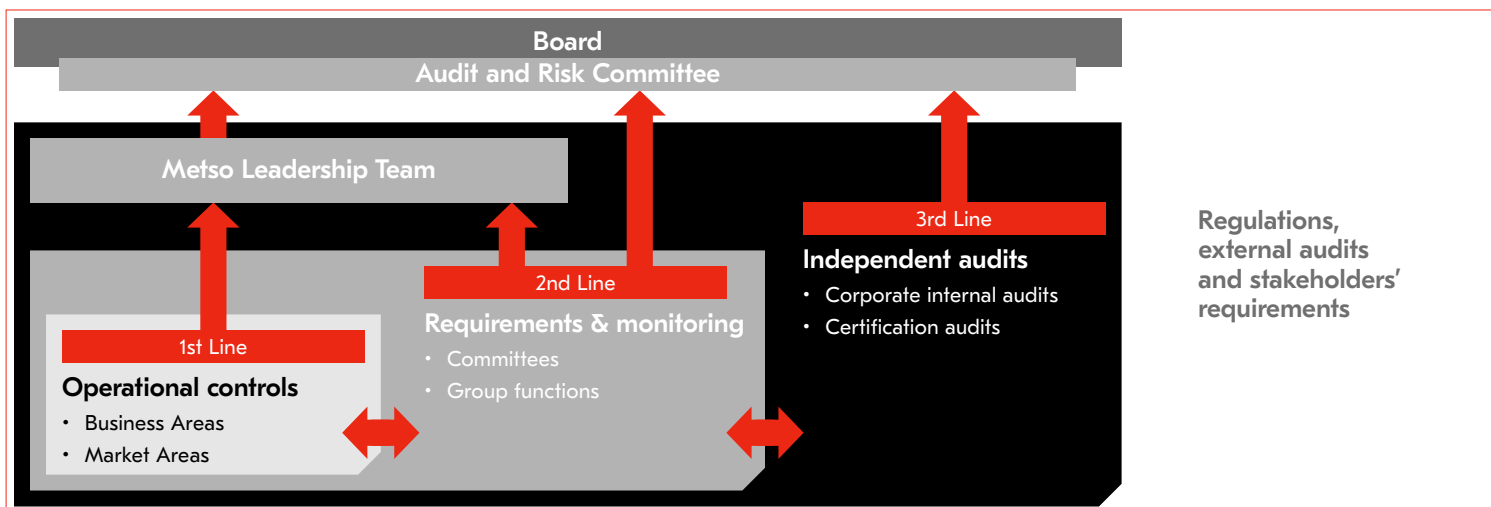 Board
Audit and Risk Committee
Metso Leadership Team
1st Line
Operational controls
• Business Areas
• Market Areas
2nd Line
Requirements & monitoring
• Committees
• Group functions
3rd Line
Independent audits
• Corporate internal audits
• Certification audits
Regulations,
external audits
and stakeholders’
requirements